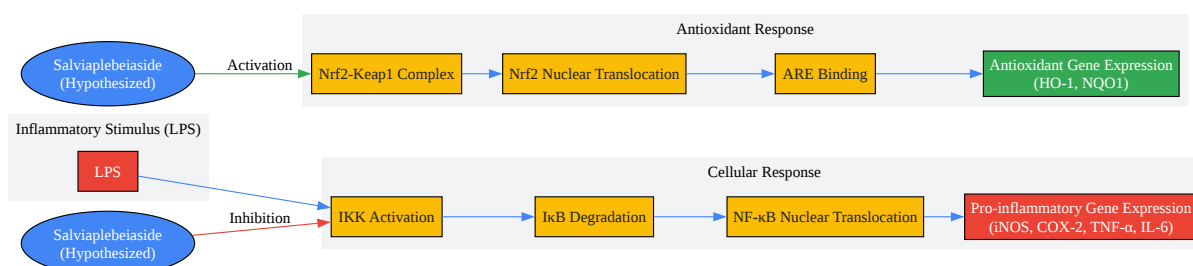 Antioxidant Response
Salviaplebeiaside
(Hypothesized)
Activation
Nrf2-Keap1 Complex
Nrf2 Nuclear Translocation
ARE Binding
Antioxidant Gene Expression
(HO-1, NQO1)
Inflammatory Stimulus (LPS)
LPS
Cellular Response
Salviaplebeiaside
(Hypothesized)
Inhibition
IKK Activation
IκB Degradation
NF-κB Nuclear Translocation
Pro-inflammatory Gene Expression
(iNOS, COX-2, TNF-α, IL-6)